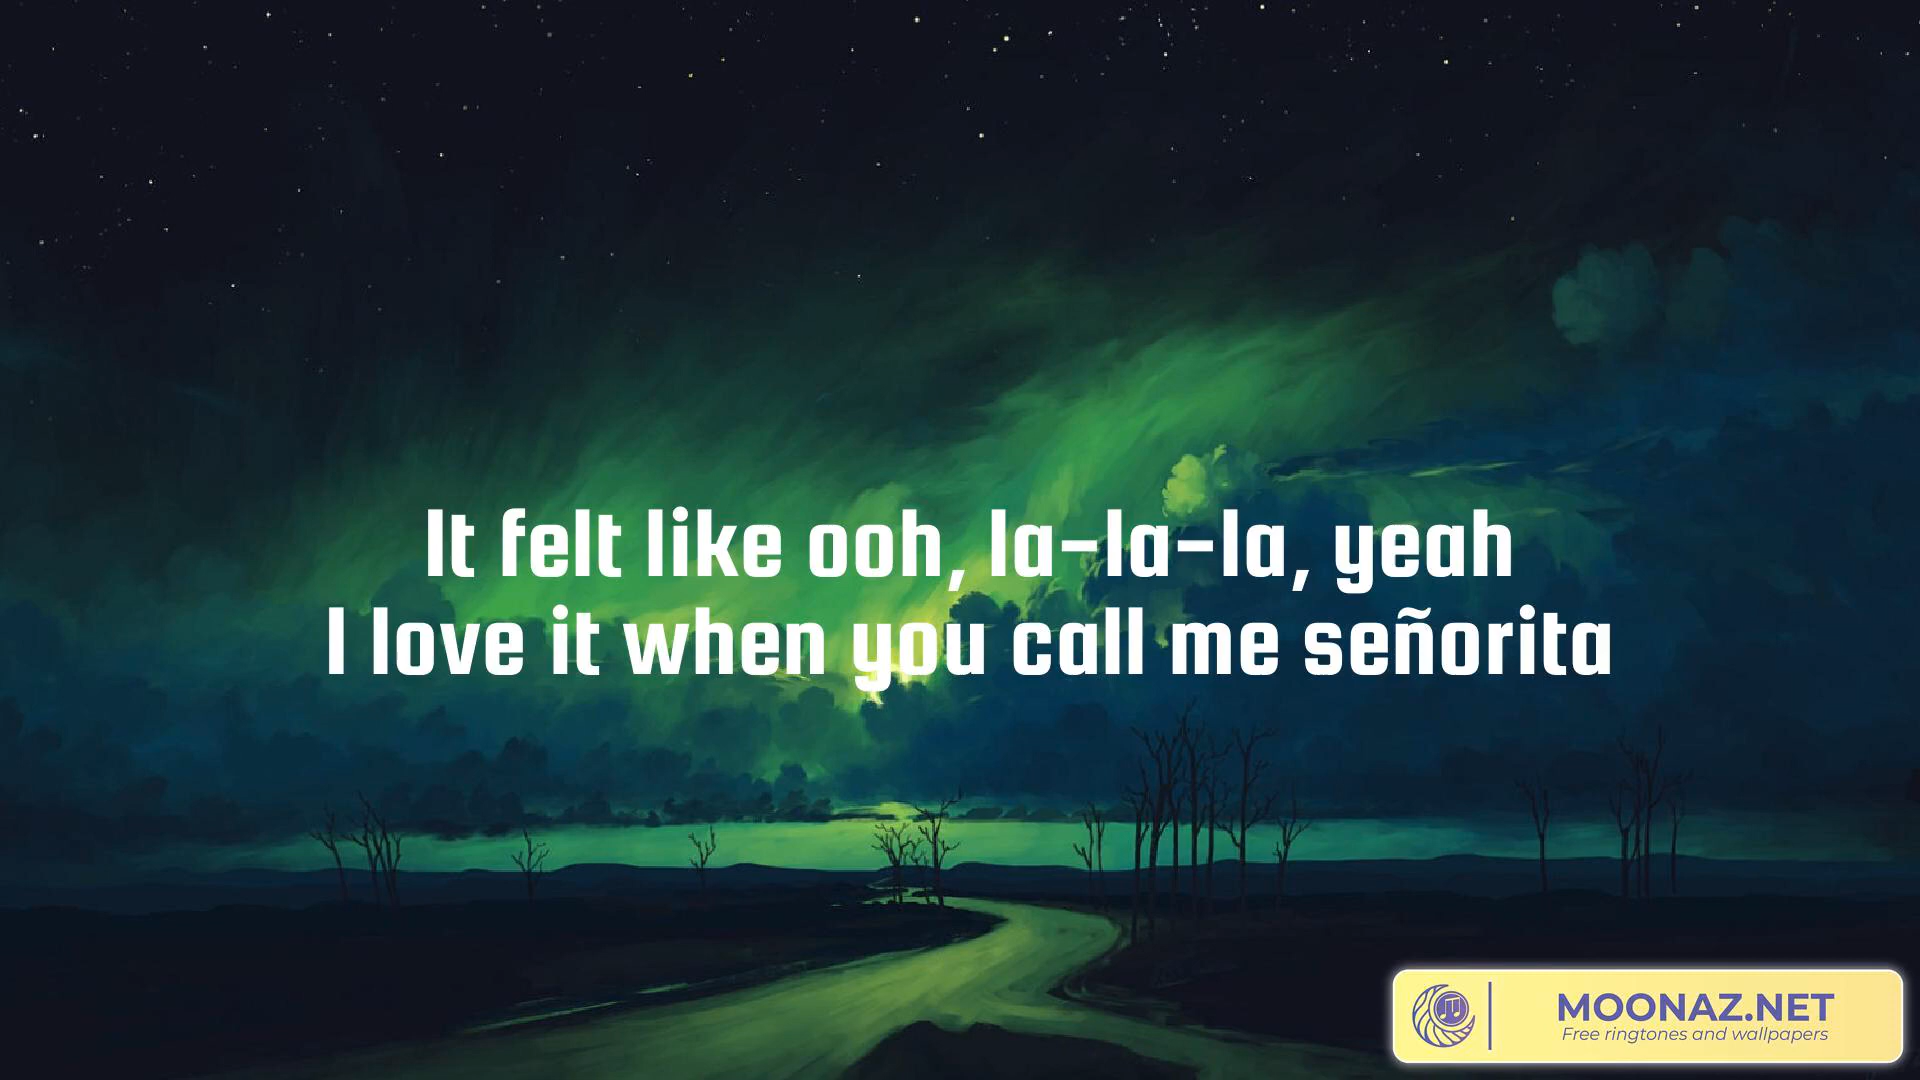 It felt like ooh, la-la-la, yeah
I love it when you call me señorita
MOONAZ.NET
Free ringtones and wallpapers